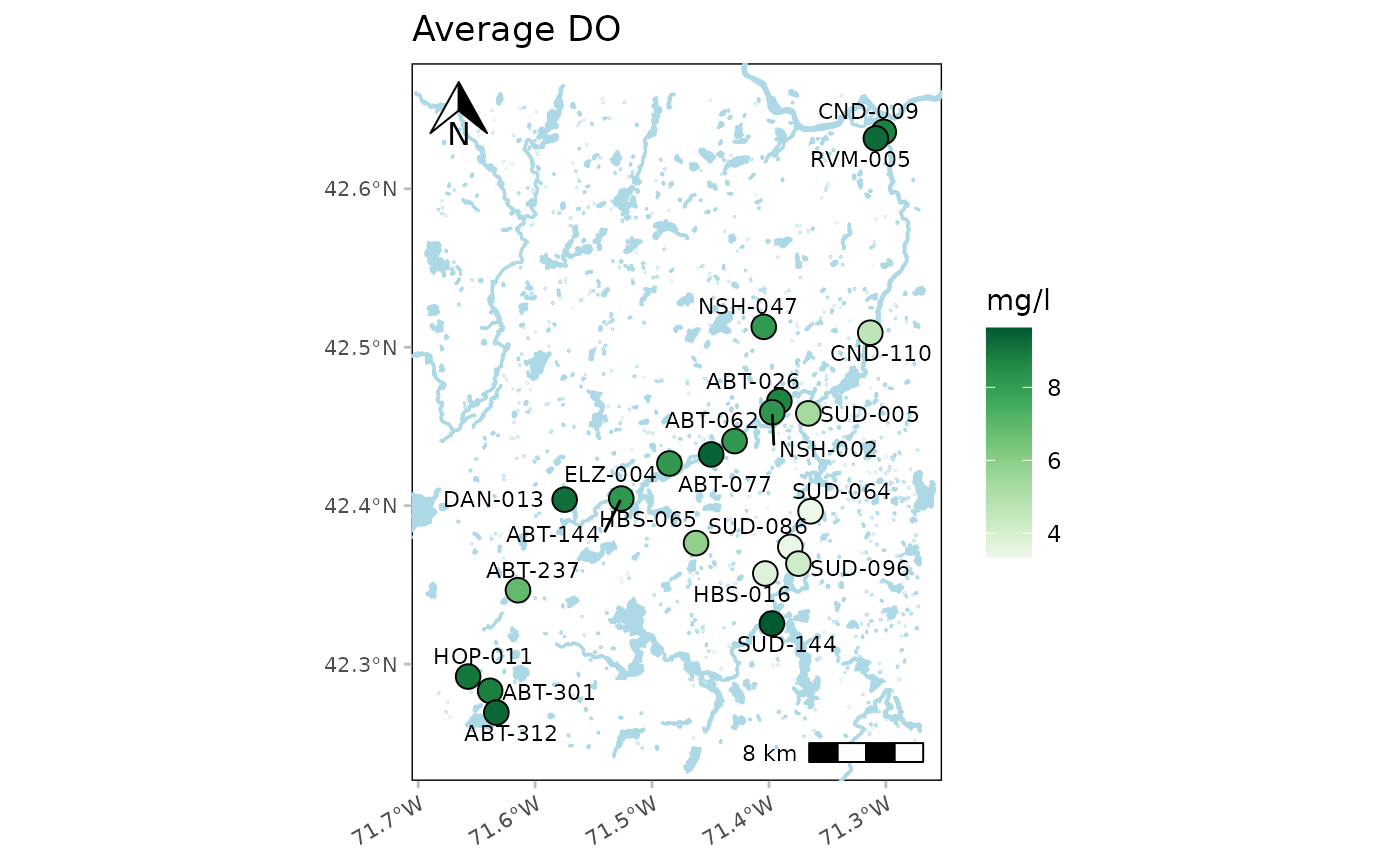 Average DO
N
CND-009
RVM-005
42.6°N
mg/l
NSH-047
42.5°N
CND-110
ABT-026
8
ABT-062
SUD-005
NSH-002
ELZ-004
6
ABT-077
SUD-064
DAN-013
42.4°N
HBS-065
SUD-086
ABT-144
4
ABT-237
SUD-096
HBS-016
SUD-144
HOP-011
42.3°N
ABT-301
ABT-312
8 km
71.7°W
71.6°W
71.5°W
71.4°W
71.3°W